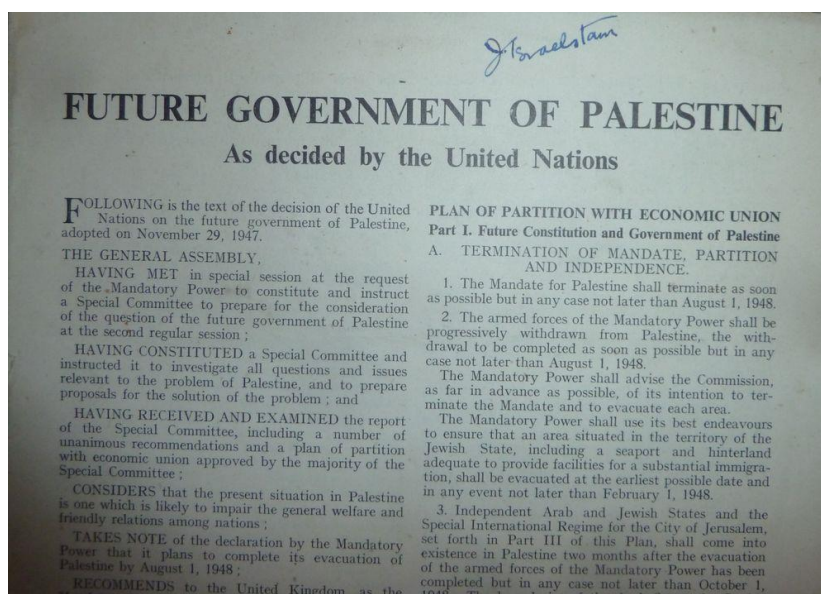 J. Israelstam
FUTURE GOVERNMENT OF PALESTINE
As decided by the United Nations
FOLLOWING is the text of the decision of the United
Nations on the future government of Palestine,
adopted on November 29, 1947.
THE GENERAL ASSEMBLY,
HAVING MET in special session at the request
of the Mandatory Power to constitute and instruct
a Special Committee to prepare for the consideration
of the question of the future government of Palestine
at the second regular session ;
HAVING CONSTITUTED a Special Committee and
instructed it to investigate all questions and issues
relevant to the problem of Palestine, and to prepare
proposals for the solution of the problem ; and
HAVING RECEIVED AND EXAMINED the report
of the Special Committee, including a number of
unanimous recommendations and a plan of partition
with economic union approved by the majority of the
Special Committee ;
CONSIDERS that the present situation in Palestine
is one which is likely to impair the general welfare and
friendly relations among nations ;
TAKES NOTE of the declaration by the Mandatory
Power that it plans to complete its evacuation of
Palestine by August 1, 1948 ;
RECOMMENDS to the United Kingdom, as the
PLAN OF PARTITION WITH ECONOMIC UNION
Part I. Future Constitution and Government of Palestine
A. TERMINATION OF MANDATE, PARTITION
AND INDEPENDENCE.
1. The Mandate for Palestine shall terminate as soon
as possible but in any case not later than August 1, 1948.
2. The armed forces of the Mandatory Power shall be
progressively withdrawn from Palestine, the with-
drawal to be completed as soon as possible but in any
case not later than August 1, 1948.
The Mandatory Power shall advise the Commission,
as far in advance as possible, of its intention to ter-
minate the Mandate and to evacuate each area.
The Mandatory Power shall use its best endeavours
to ensure that an area situated in the territory of the
Jewish State, including a seaport and hinterland
adequate to provide facilities for a substantial immigra-
tion, shall be evacuated at the earliest possible date and
in any event not later than February 1, 1948.
3. Independent Arab and Jewish States and the
Special International Regime for the City of Jerusalem,
set forth in Part III of this Plan, shall come into
existence in Palestine two months after the evacuation
of the armed forces of the Mandatory Power has been
completed but in any case not later than October 1,